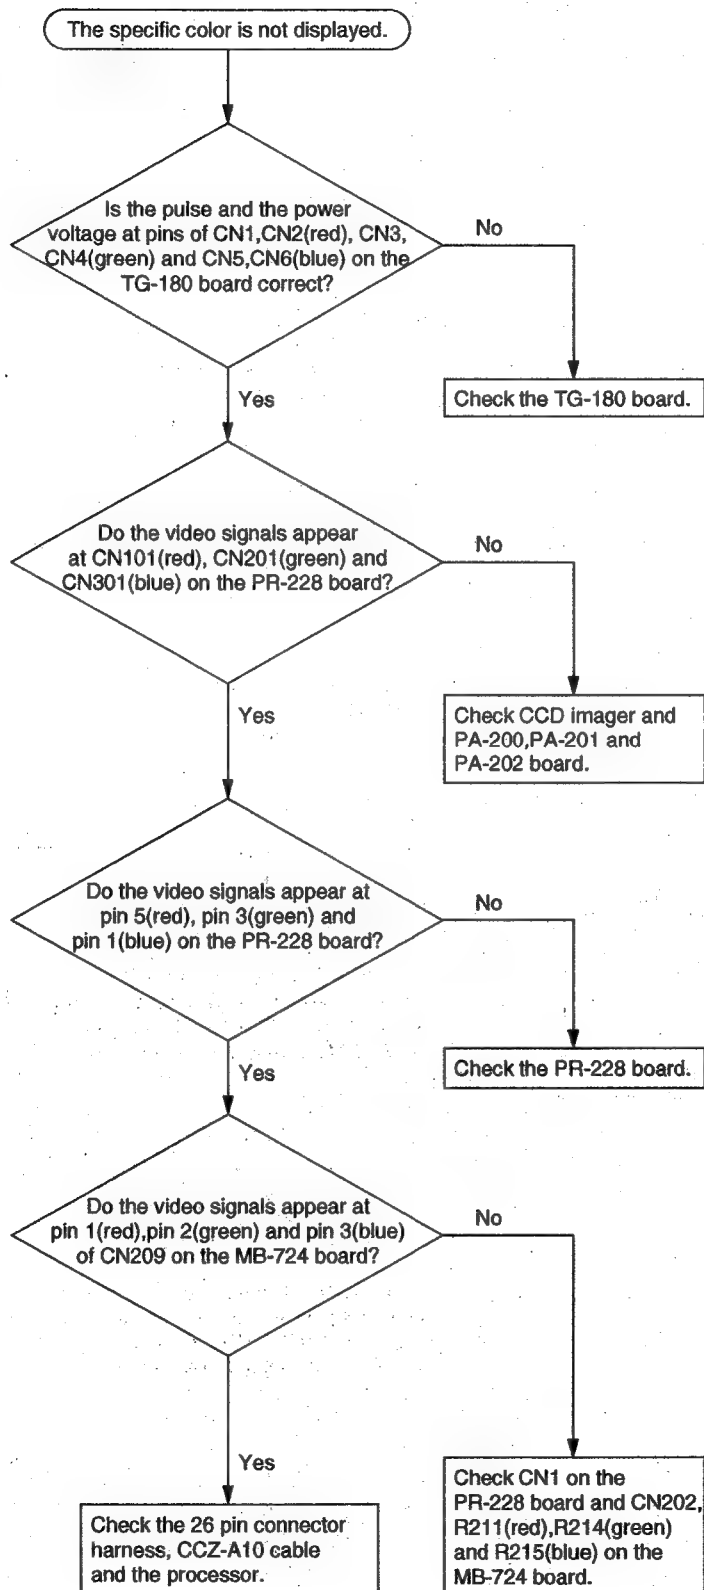 The specific color is not displayed.
Is the pulse and the power
voltage at pins of CN1,CN2(red), CN3,
CN4(green) and CN5,CN6(blue) on the
TG-180 board correct?
No
Yes
Check the TG-180 board.
Do the video signals appear
at CN101(red), CN201(green) and
CN301(blue) on the PR-228 board?
No
Yes
Check CCD imager and
PA-200,PA-201 and
PA-202 board.
Do the video signals appear at
pin 5(red), pin 3(green) and
pin 1(blue) on the PR-228 board?
No
Yes
Check the PR-228 board.
Do the video signals appear at
pin 1(red),pin 2(green) and pin 3(blue)
of CN209 on the MB-724 board?
No
Yes
Check the 26 pin connector
harness, CCZ-A10 cable
and the processor.
Check CN1 on the
PR-228 board and CN202,
R211(red),R214(green)
and R215(blue) on the
MB-724 board.